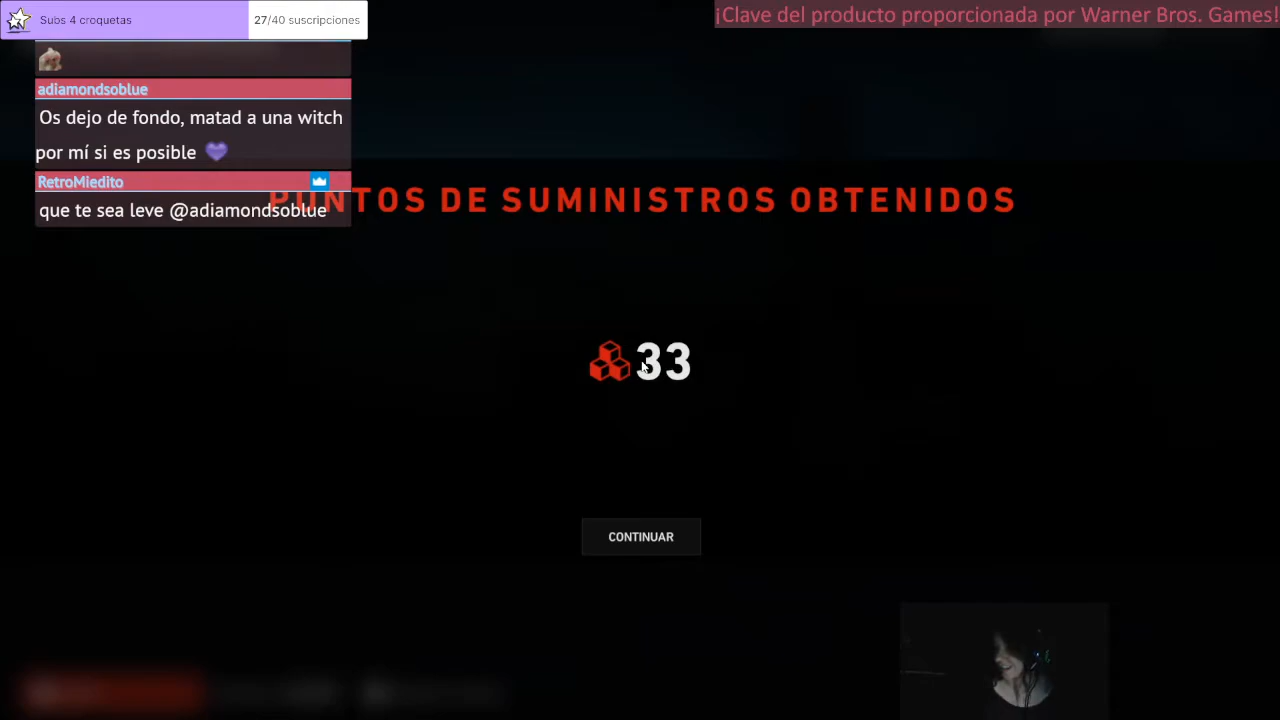 Subs 4 croquetas
27/40 suscripciones
¡Clave del producto proporcionada por Warner Bros. Games!
adiamondsoblue
Os dejo de fondo, matad a una witch
por mí si es posible 💜
RetroMiedito
que te sea leve @adiamondsoblue
PUNTOS DE SUMINISTROS OBTENIDOS
33
CONTINUAR